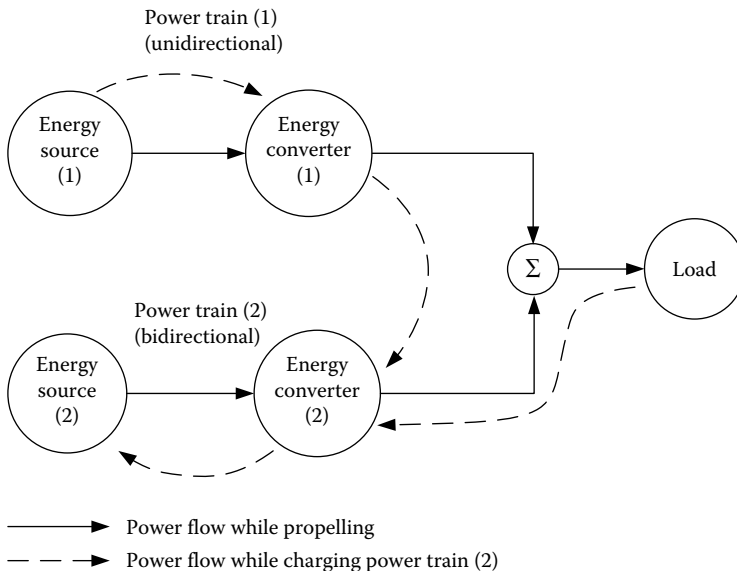 Power train (1)
(unidirectional)
Energy
source
(1)
Energy
converter
(1)
Σ
Load
Power train (2)
(bidirectional)
Energy
source
(2)
Energy
converter
(2)
Power flow while propelling
Power flow while charging power train (2)